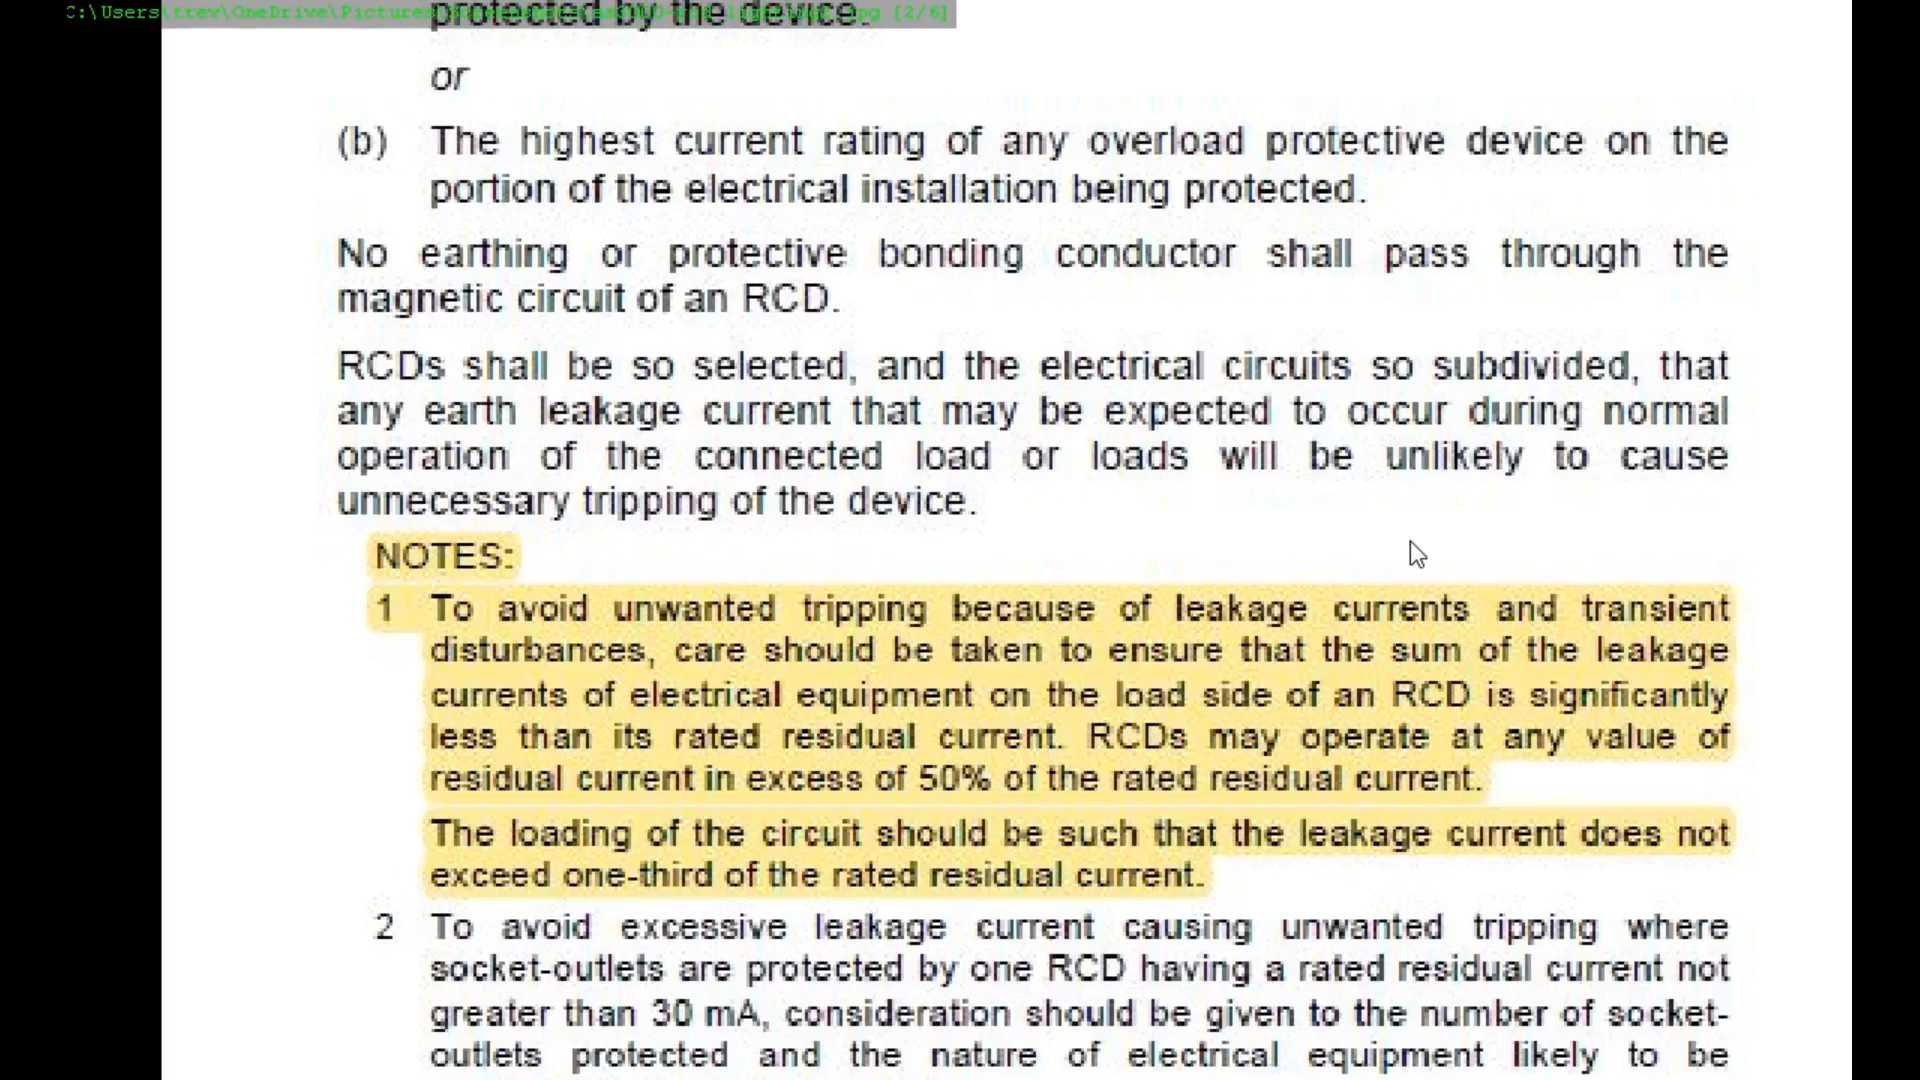 C:\Users\trev\OneDrive\Pictures [2/6]
protected by the device.
or
(b) The highest current rating of any overload protective device on the
portion of the electrical installation being protected.
No earthing or protective bonding conductor shall pass through the
magnetic circuit of an RCD.
RCDs shall be so selected, and the electrical circuits so subdivided, that
any earth leakage current that may be expected to occur during normal
operation of the connected load or loads will be unlikely to cause
unnecessary tripping of the device.
NOTES:
1 To avoid unwanted tripping because of leakage currents and transient
disturbances, care should be taken to ensure that the sum of the leakage
currents of electrical equipment on the load side of an RCD is significantly
less than its rated residual current. RCDs may operate at any value of
residual current in excess of 50% of the rated residual current.
The loading of the circuit should be such that the leakage current does not
exceed one-third of the rated residual current.
2 To avoid excessive leakage current causing unwanted tripping where
socket-outlets are protected by one RCD having a rated residual current not
greater than 30 mA, consideration should be given to the number of socket-
outlets protected and the nature of electrical equipment likely to be